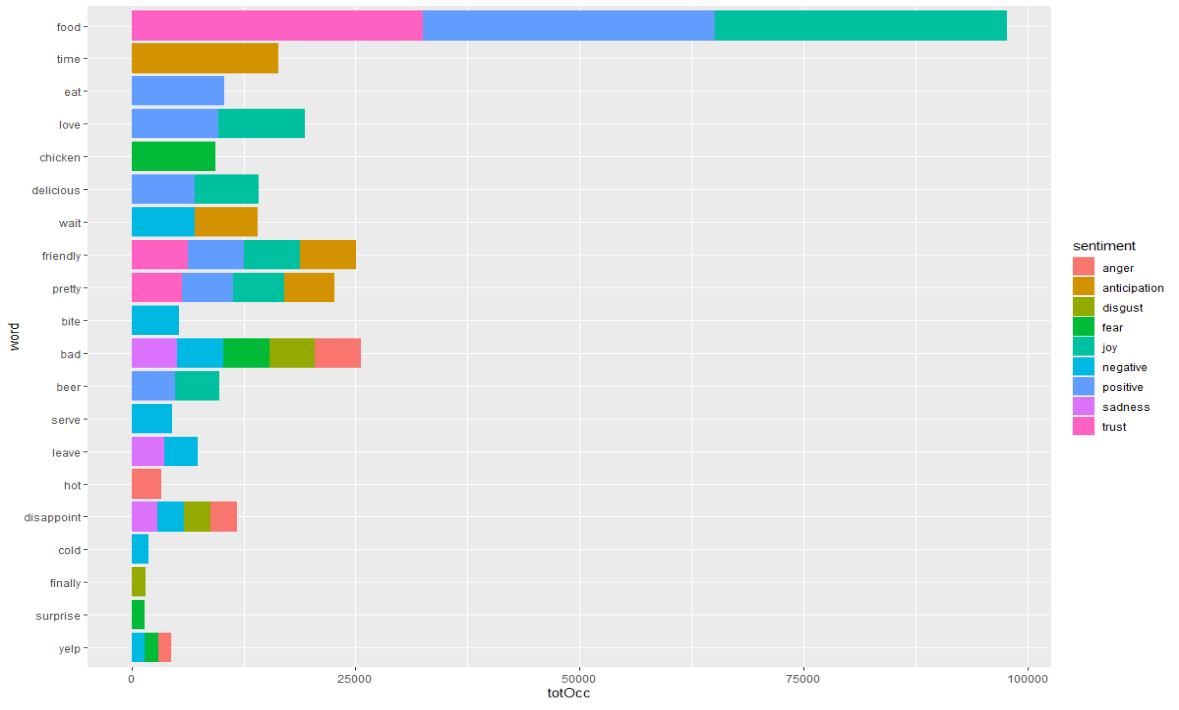 food
time
eat
love
chicken
delicious
wait
friendly
pretty
bite
bad
beer
serve
leave
hot
disappoint
cold
finally
surprise
yelp
word
0 25000 50000 75000 100000
totOcc
sentiment
anger
anticipation
disgust
fear
joy
negative
positive
sadness
trust